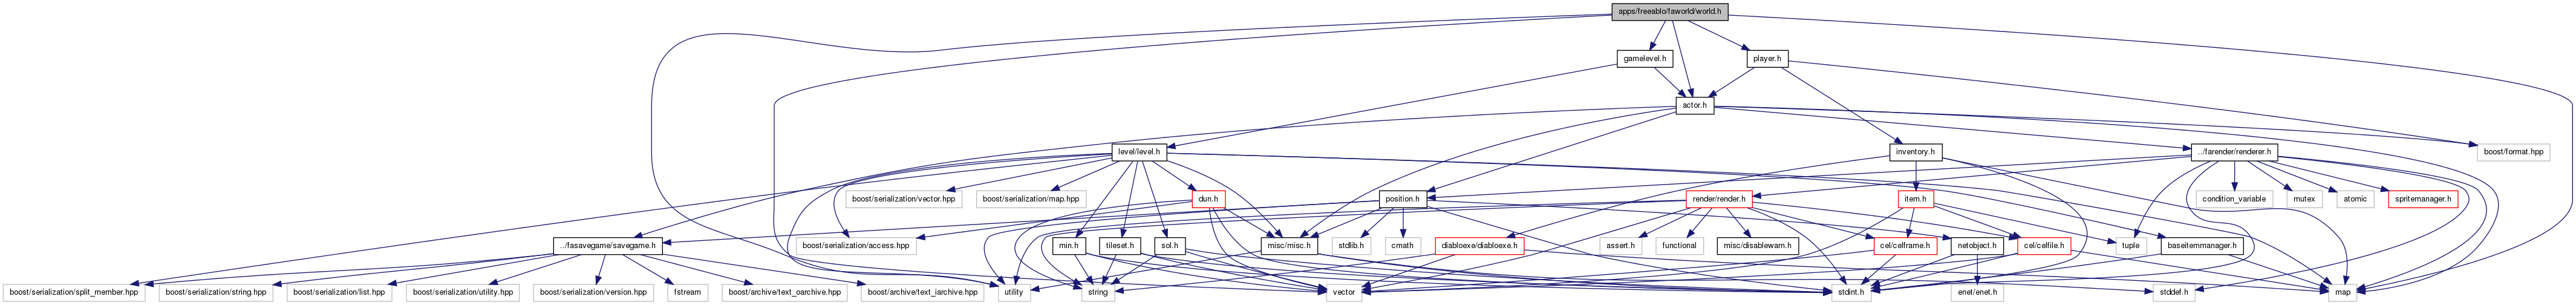 apps/freeablo/faworld/world.h
gamelevel.h
player.h
actor.h
level/level.h
inventory.h
../farender/renderer.h
boost/format.hpp
boost/serialization/vector.hpp
boost/serialization/map.hpp
dun.h
position.h
render/render.h
item.h
condition_variable
mutex
atomic
spritemanager.h
../fasavegame/savegame.h
boost/serialization/access.hpp
min.h
tileset.h
sol.h
misc/misc.h
stdlib.h
cmath
diabloexe/diabloexe.h
assert.h
functional
misc/disablewarn.h
cel/celframe.h
netobject.h
cel/celfile.h
tuple
baseitemmanager.h
boost/serialization/split_member.hpp
boost/serialization/string.hpp
boost/serialization/list.hpp
boost/serialization/utility.hpp
boost/serialization/version.hpp
fstream
boost/archive/text_oarchive.hpp
boost/archive/text_iarchive.hpp
utility
string
vector
stdint.h
enet/enet.h
stddef.h
map